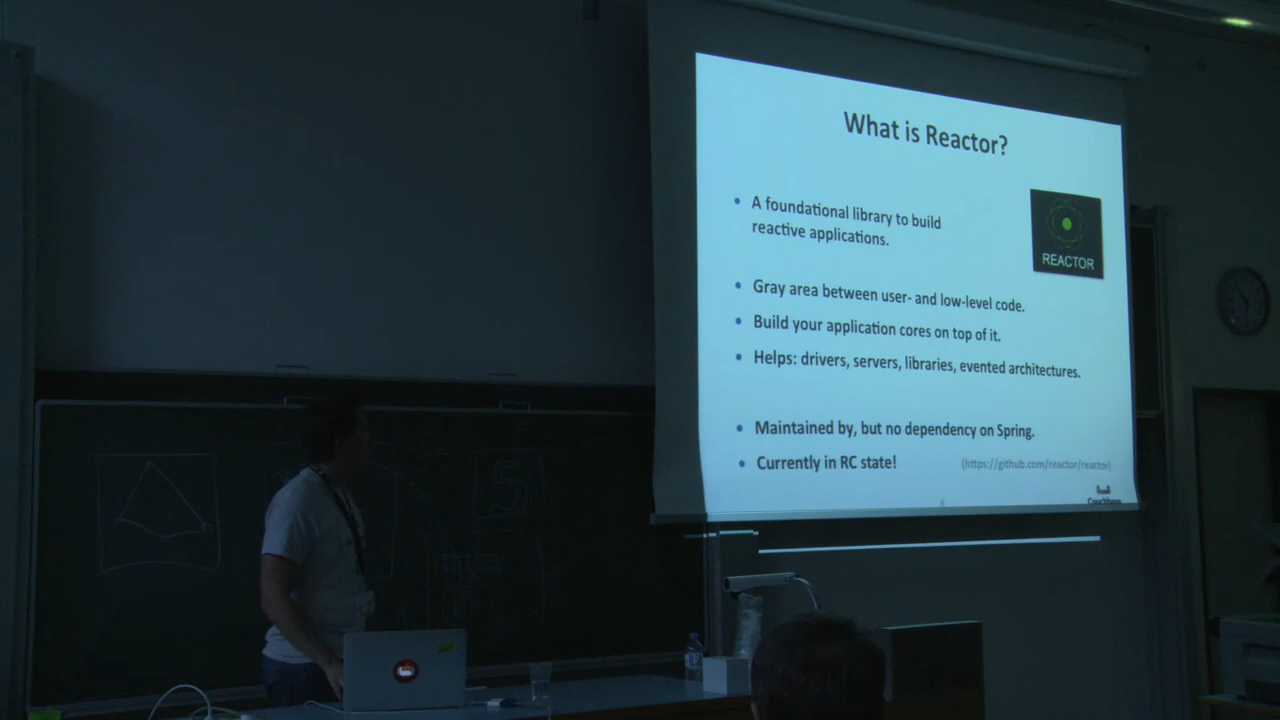 What is Reactor?
• A foundational library to build
reactive applications.
REACTOR
• Gray area between user- and low-level code.
• Build your application cores on top of it.
• Helps: drivers, servers, libraries, evented architectures.
• Maintained by, but no dependency on Spring.
• Currently in RC state!
(https://github.com/reactor/reactor)
Couchbase